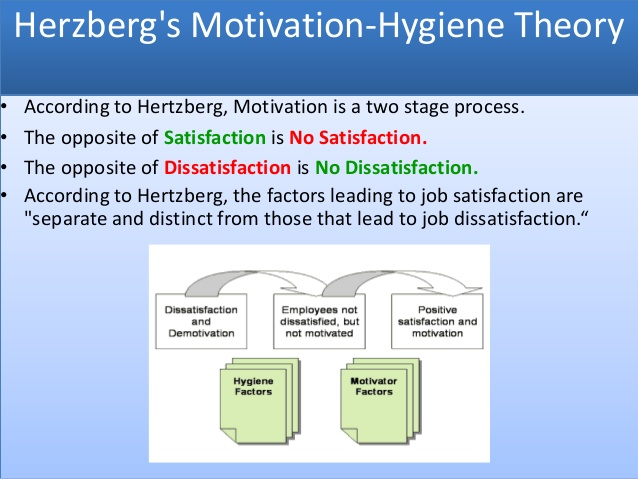 Herzberg's Motivation-Hygiene Theory
• According to Hertzberg, Motivation is a two stage process.
• The opposite of Satisfaction is No Satisfaction.
• The opposite of Dissatisfaction is No Dissatisfaction.
• According to Hertzberg, the factors leading to job satisfaction are
"separate and distinct from those that lead to job dissatisfaction.“
Dissatisfaction
and
Demotivation
Employees not
dissatisfied, but
not motivated
Positive
satisfaction and
motivation
Hygiene
Factors
Motivator
Factors